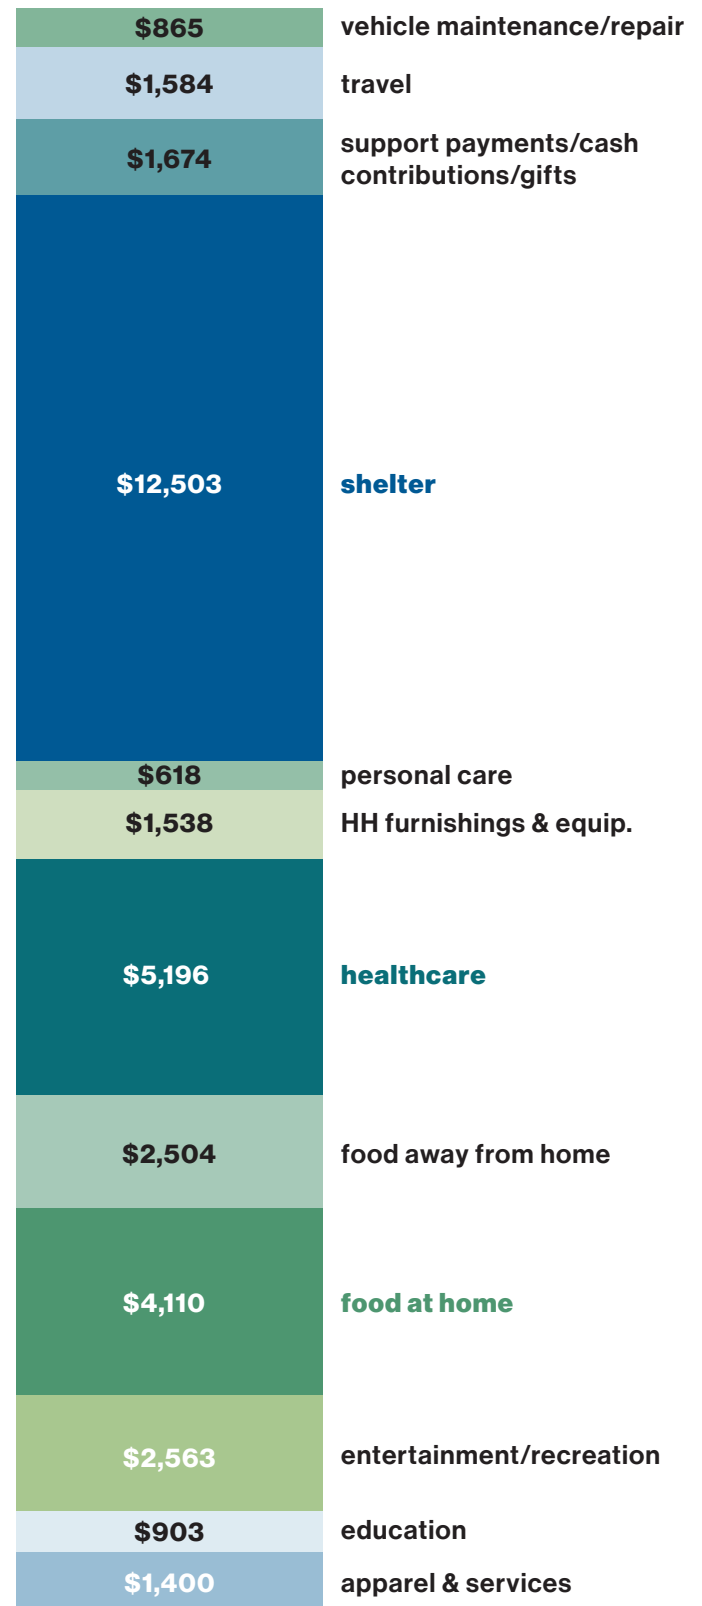 $865 vehicle maintenance/repair
$1,584 travel
$1,674 support payments/cash
contributions/gifts
$12,503 shelter
$618 personal care
$1,538 HH furnishings & equip.
$5,196 healthcare
$2,504 food away from home
$4,110 food at home
$2,563 entertainment/recreation
$903 education
$1,400 apparel & services